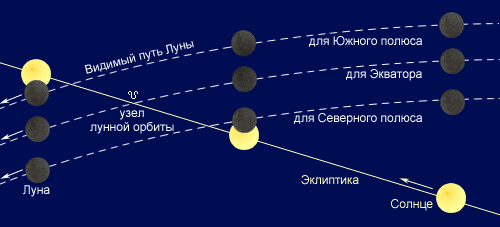 для Южного полюса
Видимый путь Луны
для Экватора
☋
узел
лунной орбиты
для Северного полюса
Эклиптика
Луна
Солнце